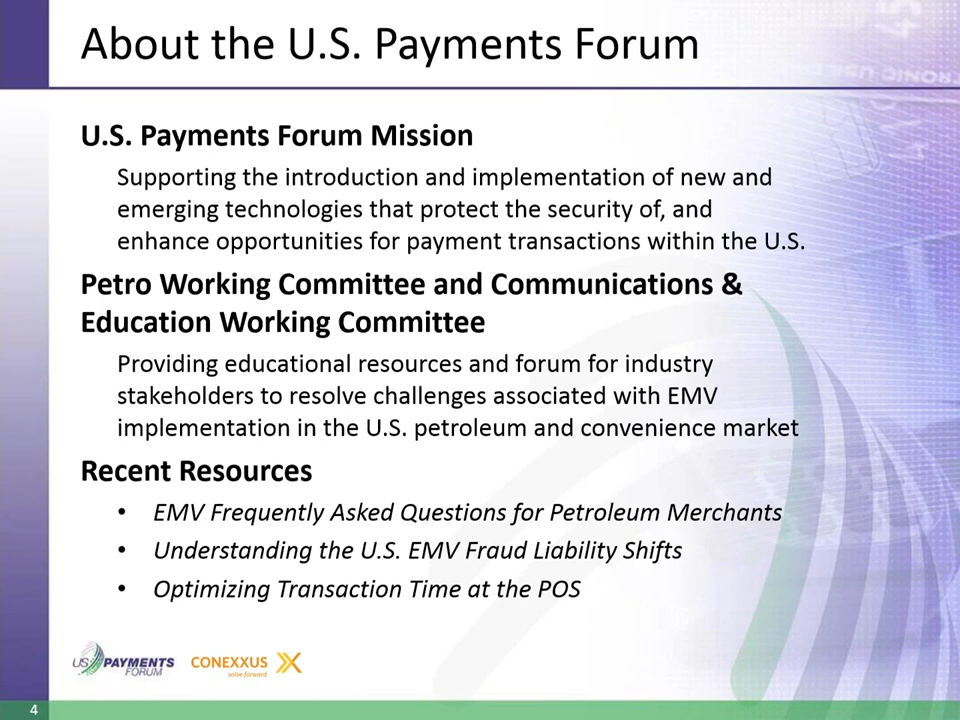 About the U.S. Payments Forum
U.S. Payments Forum Mission
Supporting the introduction and implementation of new and
emerging technologies that protect the security of, and
enhance opportunities for payment transactions within the U.S.
Petro Working Committee and Communications &
Education Working Committee
Providing educational resources and forum for industry
stakeholders to resolve challenges associated with EMV
implementation in the U.S. petroleum and convenience market
Recent Resources
• EMV Frequently Asked Questions for Petroleum Merchants
• Understanding the U.S. EMV Fraud Liability Shifts
• Optimizing Transaction Time at the POS
US PAYMENTS
FORUM
CONEXXUS
solve forward
4